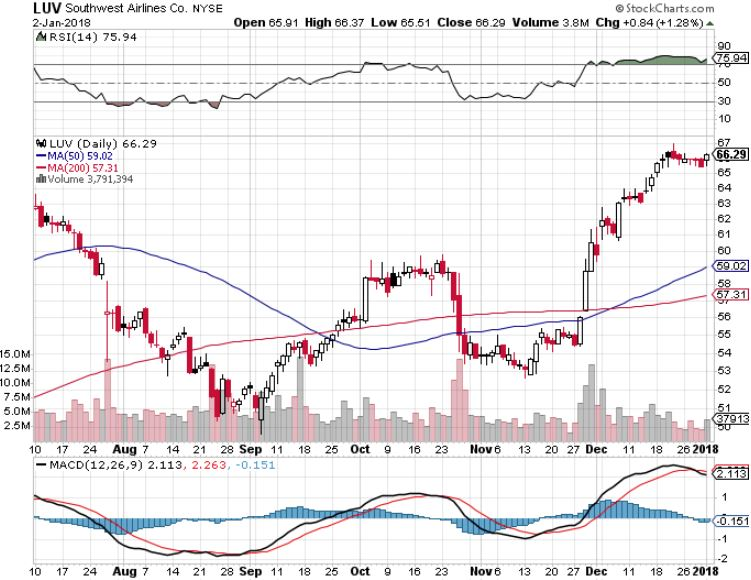 LUV Southwest Airlines Co. NYSE © StockCharts.com
2-Jan-2018 Open 65.91 High 66.37 Low 65.51 Close 66.29 Volume 3.8M Chg +0.84 (+1.28%)
RSI(14) 75.94
90
75.94
70
50
30
10
LUV (Daily) 66.29
MA(50) 59.02
MA(200) 57.31
Volume 3,791,394
67
66.29
65
64
63
62
61
60
59.02
58
57.31
56
55
54
53
52
51
50
15.0M
12.5M
10.0M
7.5M
5.0M
2.5M
37913
10 17 24 Aug 7 14 21 28 Sep 11 18 25 Oct 9 16 23 Nov 6 13 20 27 Dec 11 18 26 2018
MACD(12,26,9) 2.113, 2.263, -0.151
2.113
1
-0.151
-1
-2
10 17 24 Aug 7 14 21 28 Sep 11 18 25 Oct 9 16 23 Nov 6 13 20 27 Dec 11 18 26 2018